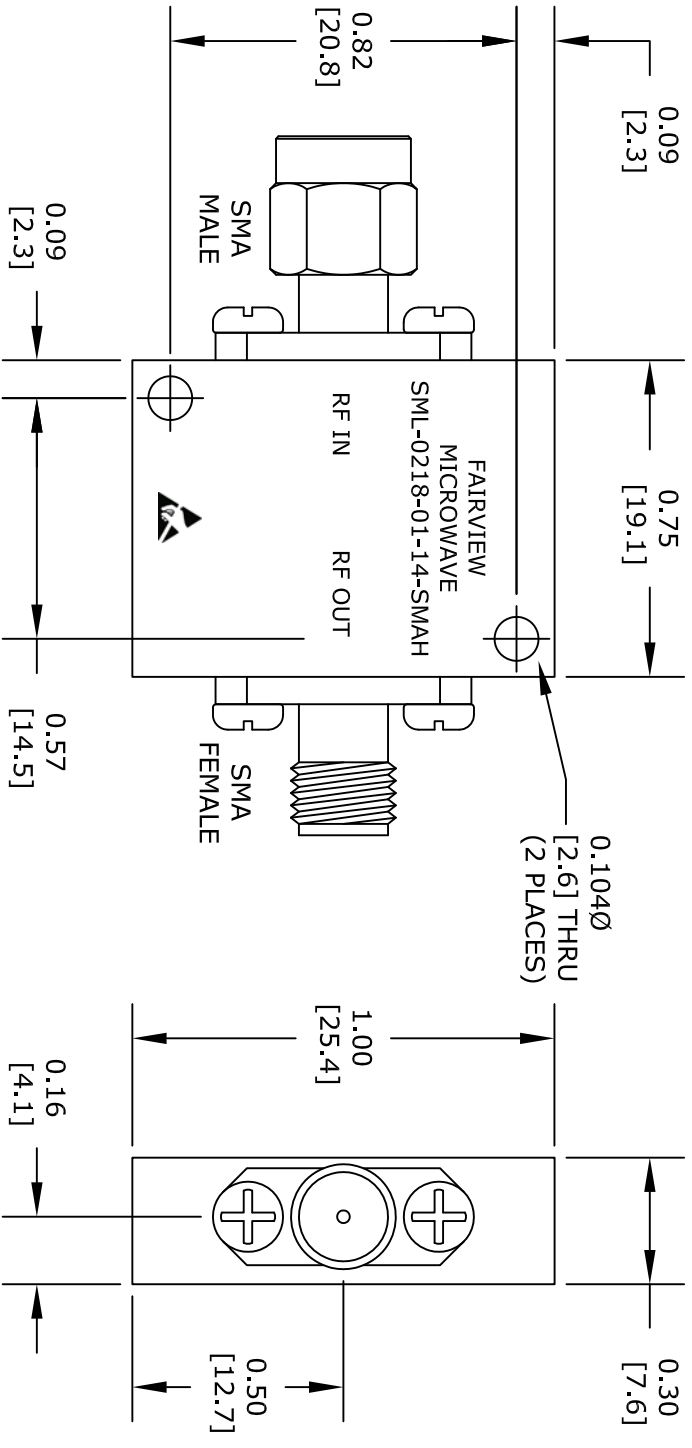 0.09
[2.3]
0.75
[19.1]
0.104Ø
[2.6] THRU
(2 PLACES)
0.30
[7.6]
0.82
[20.8]
FAIRVIEW
MICROWAVE
SML-0218-01-14-SMAH
RF IN
RF OUT
SMA
MALE
SMA
FEMALE
1.00
[25.4]
0.09
[2.3]
0.57
[14.5]
0.16
[4.1]
0.50
[12.7]